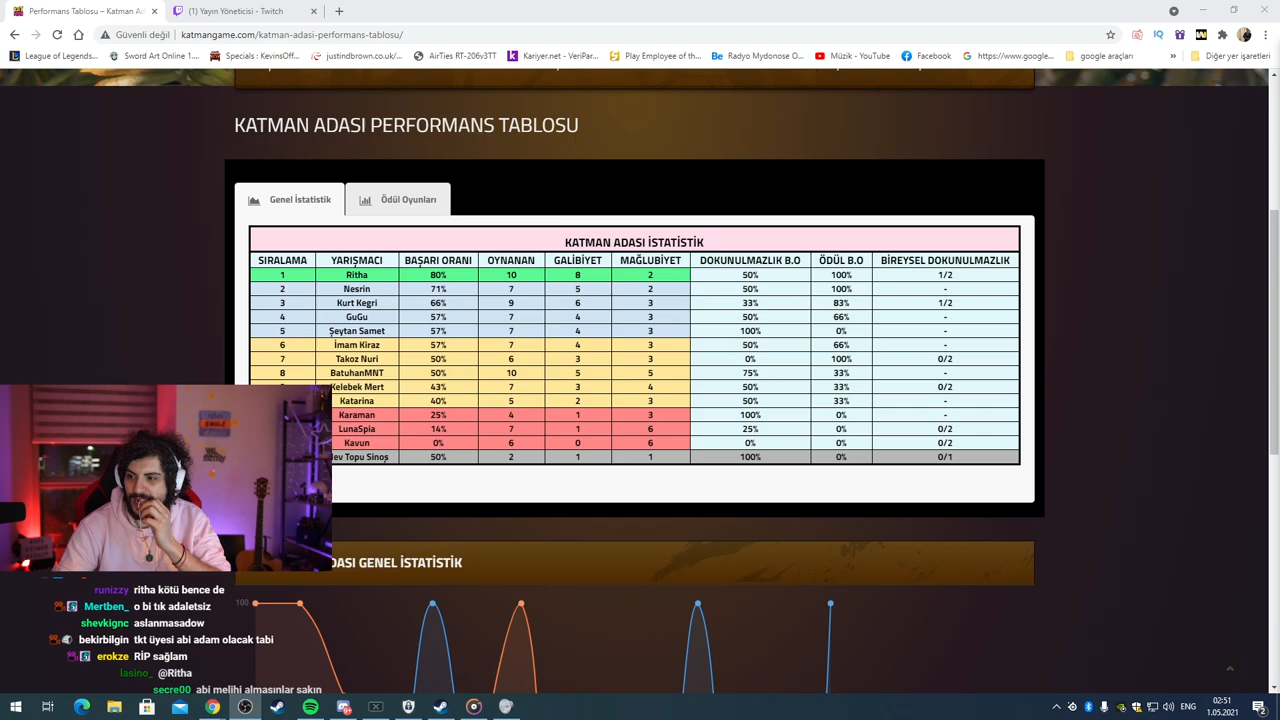 Performans Tablosu – Katman Ad
Yayın Yöneticisi - Twitch
Güvenli değil
katmangame.com/katman-adasi-performans-tablosu/
League of Legends...
Sword Art Online 1....
Specials : KevinsOff...
justindbrown.co.uk/...
AirTies RT-206v3TT
Kariyer.net - VeriPar...
Play Employee of the...
Radyo Mydonose O...
Müzik - YouTube
Facebook
https://www.google...
google araçları
»
Diğer yer işaretleri
KATMAN ADASI PERFORMANS TABLOSU
Genel İstatistik
Ödül Oyunları
KATMAN ADASI İSTATİSTİK
SIRALAMA YARIŞMACI BAŞARI ORANI OYNANAN GALİBİYET MAĞLUBİYET DOKUNULMAZLIK B.O ÖDÜL B.O BİREYSEL DOKUNULMAZLIK
1 Ritha 80% 10 8 2 50% 100% 1/2
2 Nesrin 71% 7 5 2 50% 100% -
3 Kurt Kegri 66% 9 6 3 33% 83% 1/2
4 GuGu 57% 7 4 3 50% 66% -
5 Şeytan Samet 57% 7 4 3 100% 0% -
6 İmam Kiraz 57% 7 4 3 50% 66% -
7 Takoz Nuri 50% 6 3 3 0% 100% 0/2
8 BatuhanMNT 50% 10 5 5 75% 33% -
Kelebek Mert 43% 7 3 4 50% 33% 0/2
Katarina 40% 5 2 3 50% 33% -
Karaman 25% 4 1 3 100% 0% -
LunaSpia 14% 7 1 6 25% 0% 0/2
Kavun 0% 6 0 6 0% 0% 0/2
lev Topu Sinoş 50% 2 1 1 100% 0% 0/1
DASI GENEL İSTATİSTİK
100
runizzy ritha kötü bence de
Mertben_ o bi tık adaletsiz
shevkignc aslanmasadow
bekirbilgin tkt üyesi abi adam olacak tabi
erokze RİP sağlam
lasino_ @Ritha
secre00 abi melihi almasınlar sakın
ENG
02:51
1.05.2021
2